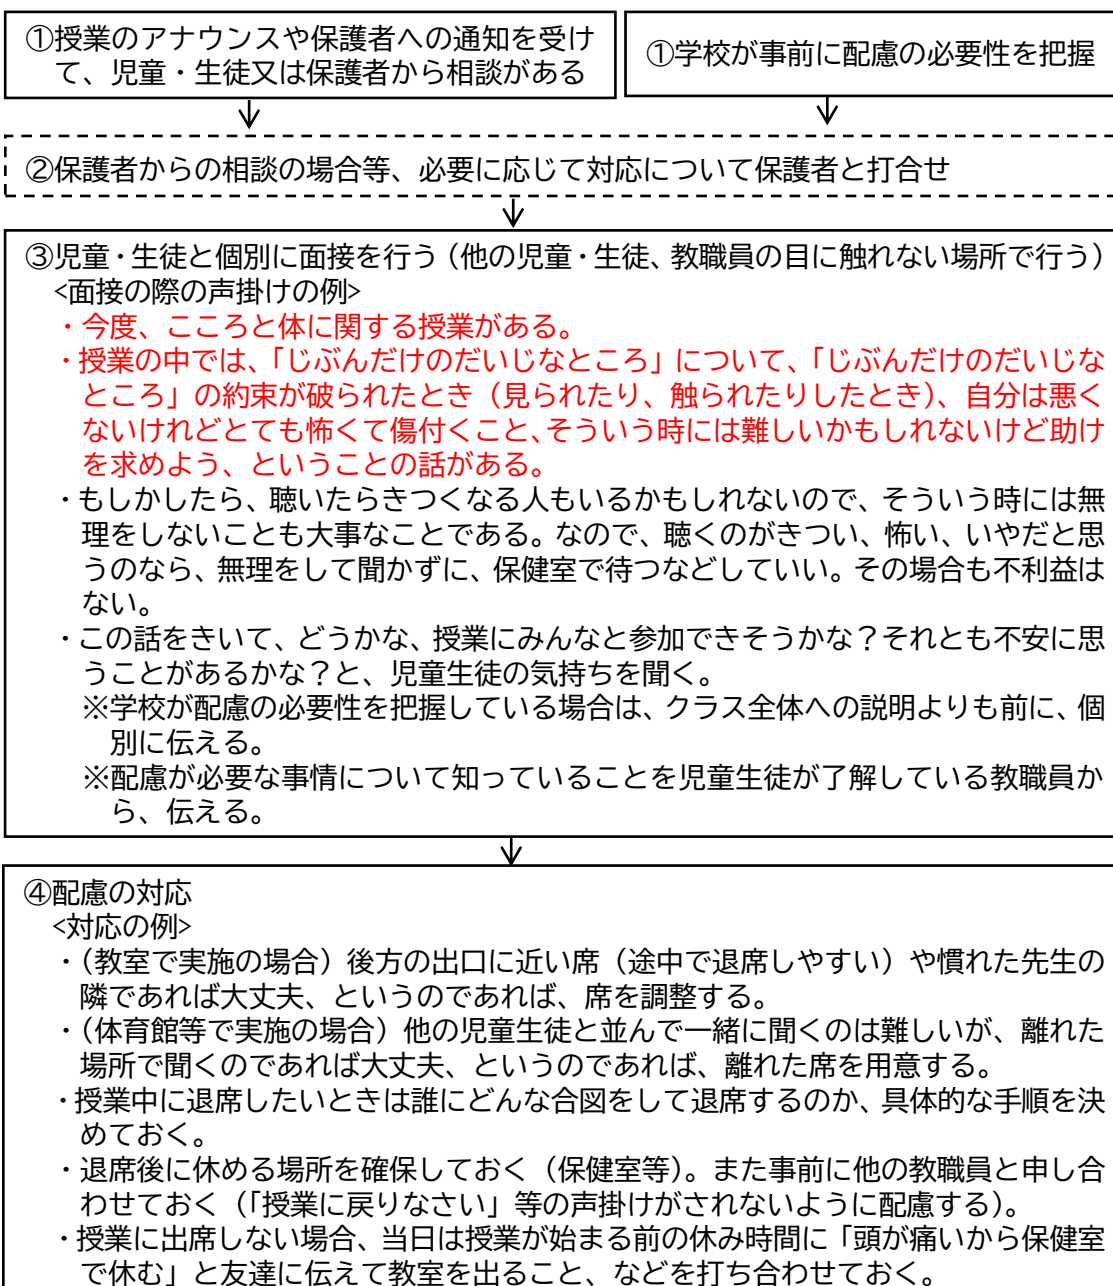 ①授業のアナウンスや保護者への通知を受け
て、児童・生徒又は保護者から相談がある
①学校が事前に配慮の必要性を把握
②保護者からの相談の場合等、必要に応じて対応について保護者と打合せ
③児童・生徒と個別に面接を行う（他の児童・生徒、教職員の目に触れない場所で行う）
<面接の際の声掛けの例>
・今度、こころと体に関する授業がある。
・授業の中では、「じぶんだけのだいじなところ」について、「じぶんだけのだいじな
ところ」の約束が破られたとき（見られたり、触られたりしたとき）、自分は悪く
ないけれどとても怖くて傷付くこと、そういう時には難しいかもしれないけど助け
を求めよう、ということの話がある。
・もしかしたら、聴いたらきつくなる人もいるかもしれないので、そういう時には無
理をしないことも大事なことである。なので、聴くのがきつい、怖い、いやだと思
うのなら、無理をして聞かずに、保健室で待つなどしていい。その場合も不利益は
ない。
・この話をきいて、どうかな、授業にみんなと参加できそうかな？それとも不安に思
うことがあるかな？と、児童生徒の気持ちを聞く。
※学校が配慮の必要性を把握している場合は、クラス全体への説明よりも前に、個
別に伝える。
※配慮が必要な事情について知っていることを児童生徒が了解している教職員か
ら、伝える。
④配慮の対応
<対応の例>
・（教室で実施の場合）後方の出口に近い席（途中で退席しやすい）や慣れた先生の
隣であれば大丈夫、というのであれば、席を調整する。
・（体育館等で実施の場合）他の児童生徒と並んで一緒に聞くのは難しいが、離れた
場所で聞くのであれば大丈夫、というのであれば、離れた席を用意する。
・授業中に退席したいときは誰にどんな合図をして退席するのか、具体的な手順を決
めておく。
・退席後に休める場所を確保しておく（保健室等）。また事前に他の教職員と申し合
わせておく（「授業に戻りなさい」等の声掛けがされないように配慮する）。
・授業に出席しない場合、当日は授業が始まる前の休み時間に「頭が痛いから保健室
で休む」と友達に伝えて教室を出ること、などを打ち合わせておく。